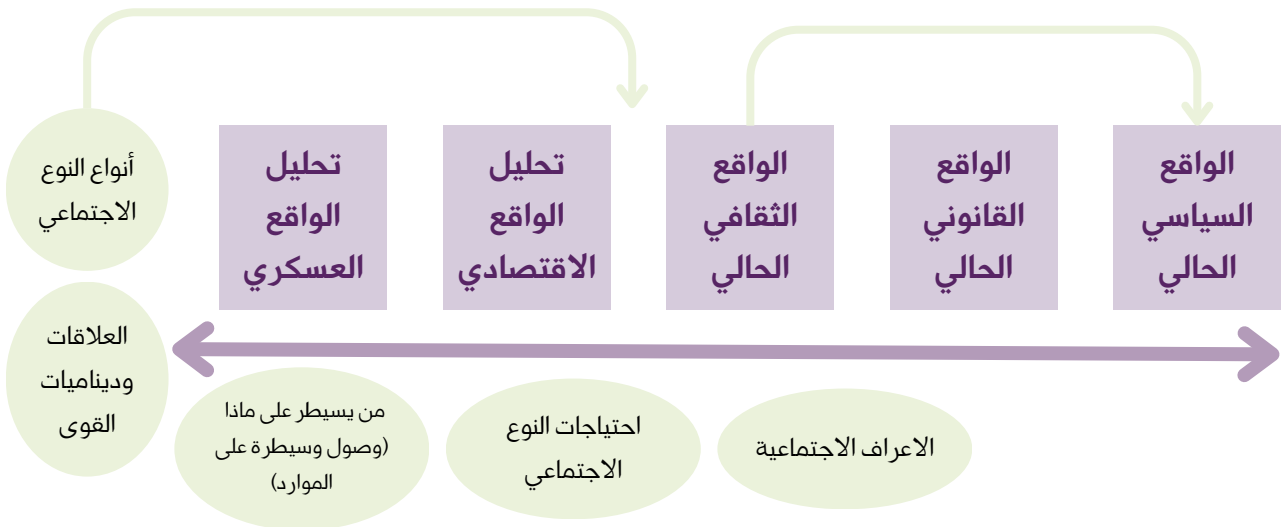 الواقع
السياسي
الحالي
الواقع
القانوني
الحالي
الواقع
الثقافي
الحالي
تحليل
الواقع
الاقتصادي
تحليل
الواقع
العسكري
أنواع النوع
الاجتماعي
العلاقات
وديناميات
القوى
الاعراف الاجتماعية
احتياجات النوع
الاجتماعي
من يسيطر على ماذا
(وصول وسيطرة على
الموارد)